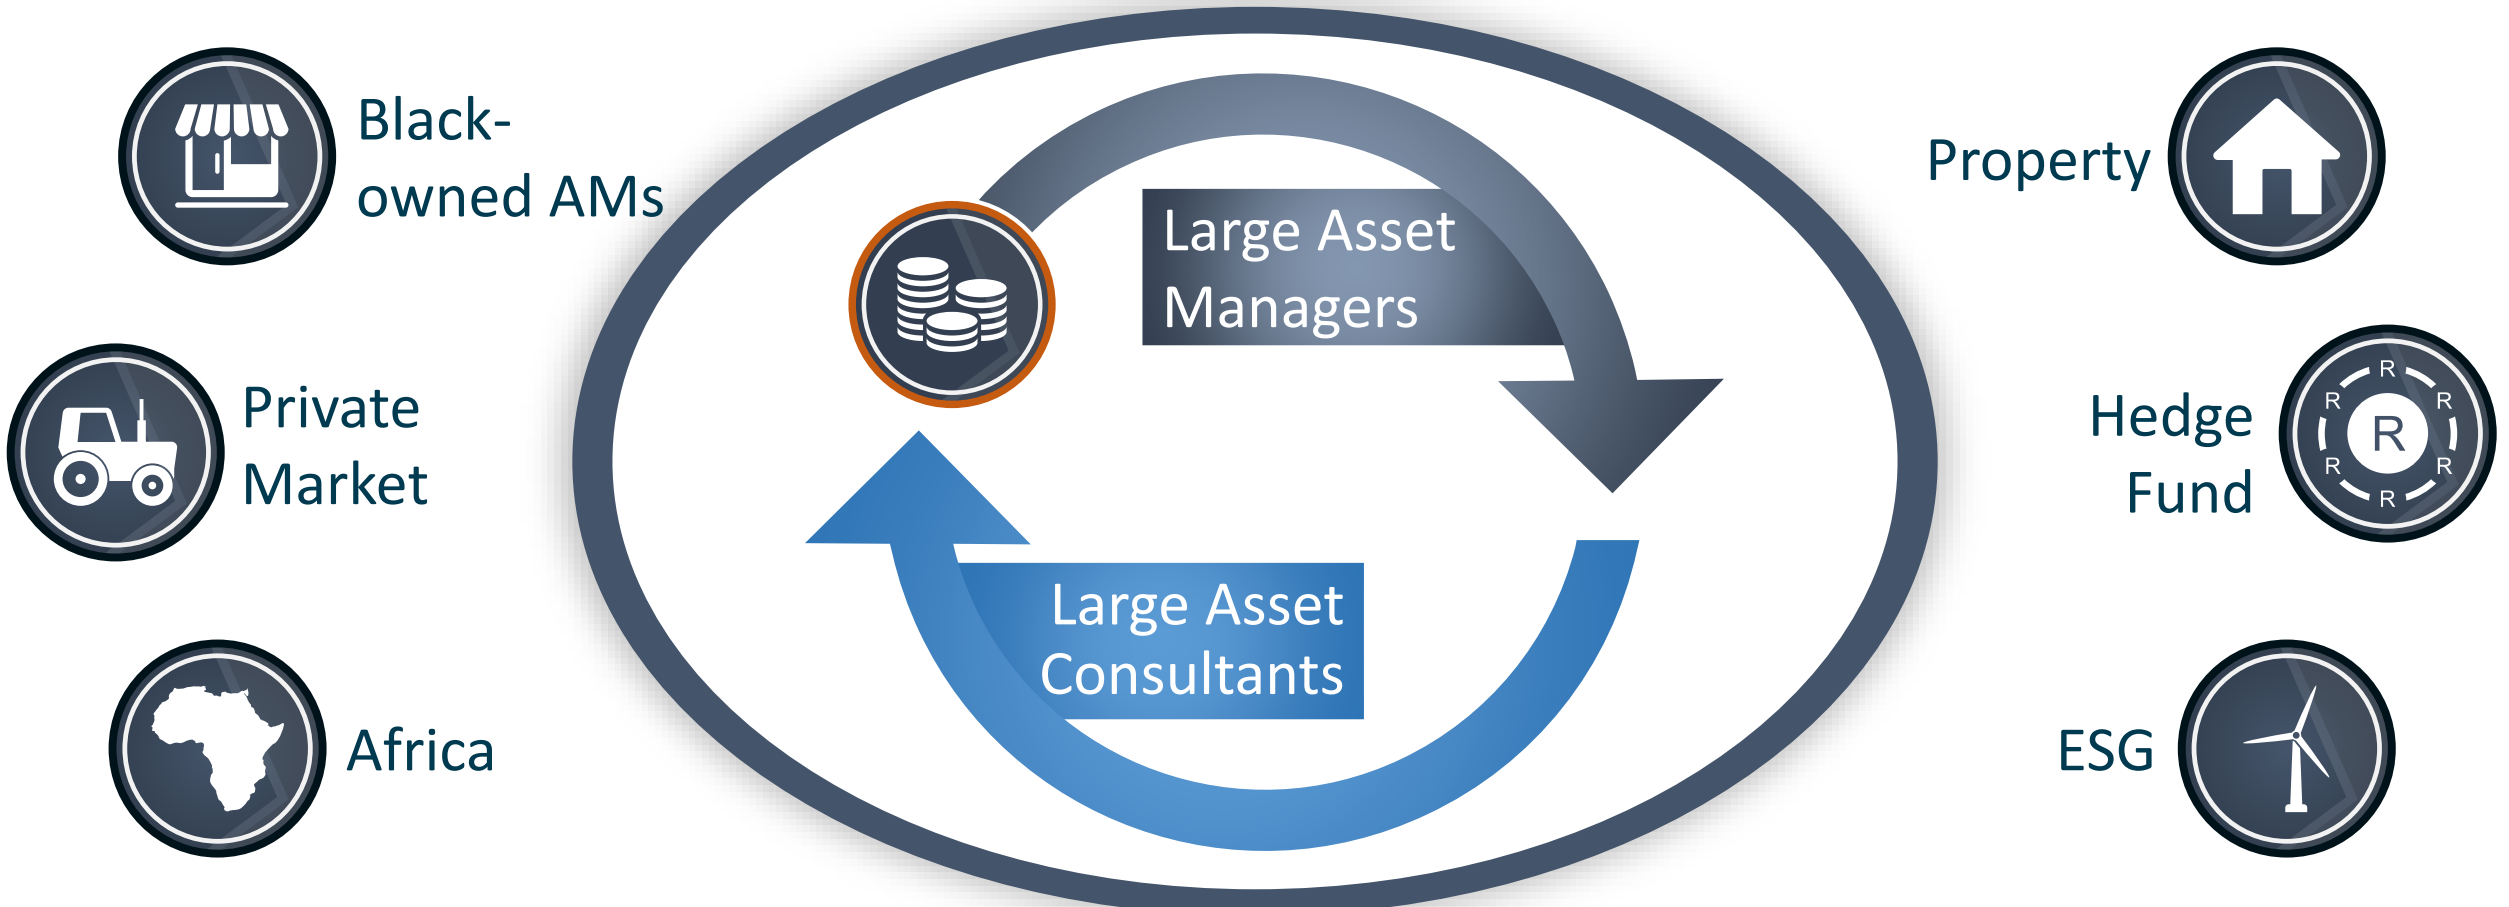 Black-
owned AMs
Private
Market
Africa
Large Asset
Managers
Large Asset
Consultants
Property
Hedge
Fund
R
R
R
R
R
R
R
ESG